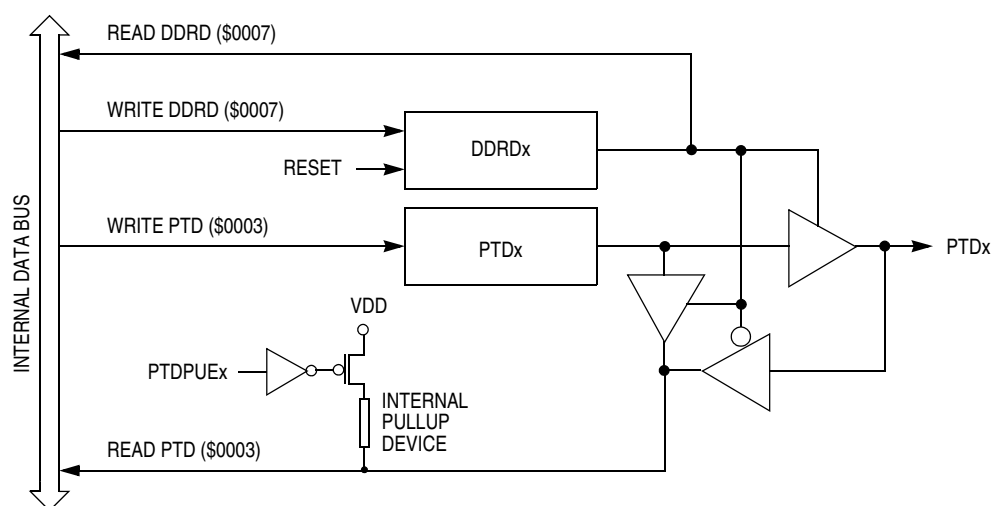 READ DDRD ($0007)
WRITE DDRD ($0007)
DDRDx
RESET
INTERNAL DATA BUS
WRITE PTD ($0003)
PTDx
PTDx
VDD
PTDPUEx
INTERNAL
PULLUP
DEVICE
READ PTD ($0003)